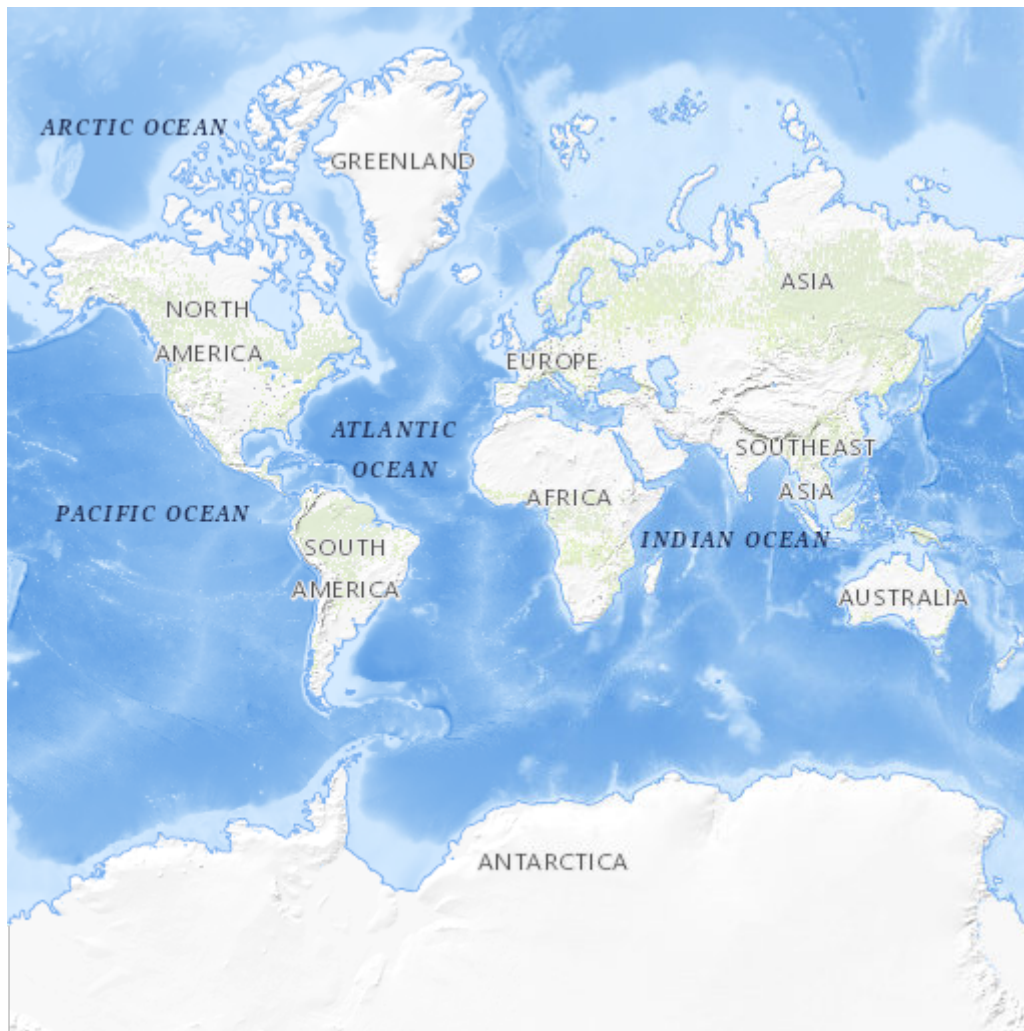 ARCTIC OCEAN
GREENLAND
ASIA
NORTH
AMERICA
EUROPE
ATLANTIC
OCEAN
SOUTHEAST
ASIA
AFRICA
PACIFIC OCEAN
INDIAN OCEAN
SOUTH
AMERICA
AUSTRALIA
ANTARCTICA